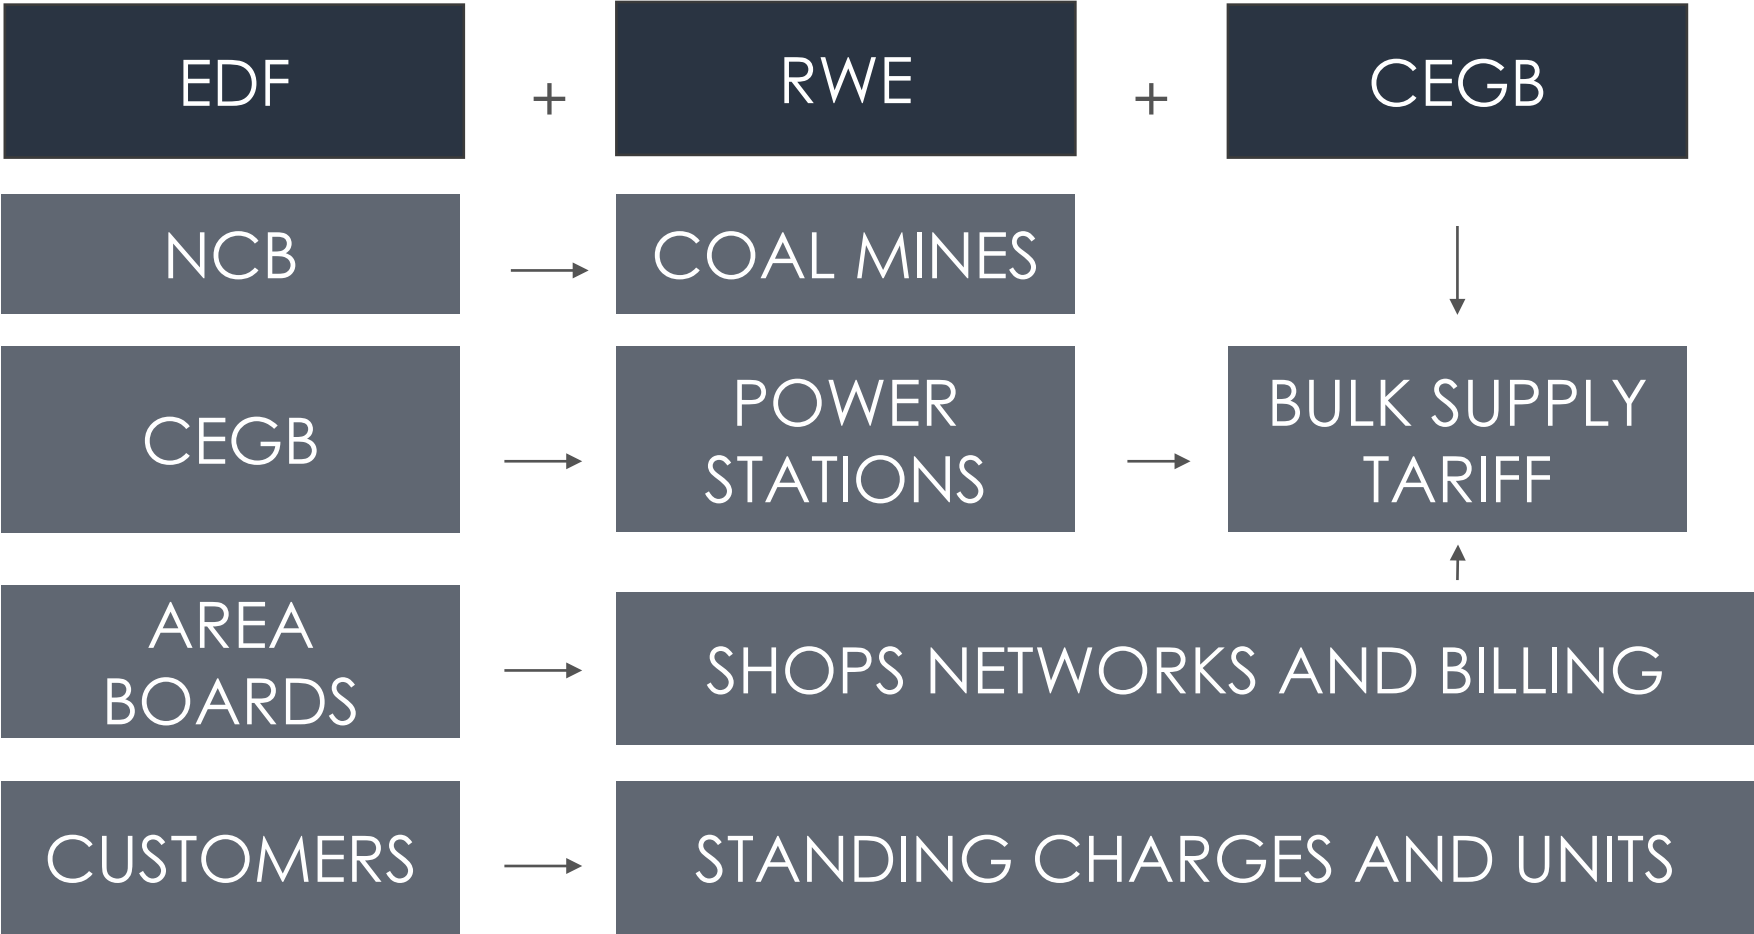 EDF
+
RWE
+
CEGB
NCB
COAL MINES
CEGB
POWER
STATIONS
BULK SUPPLY
TARIFF
AREA
BOARDS
SHOPS NETWORKS AND BILLING
CUSTOMERS
STANDING CHARGES AND UNITS